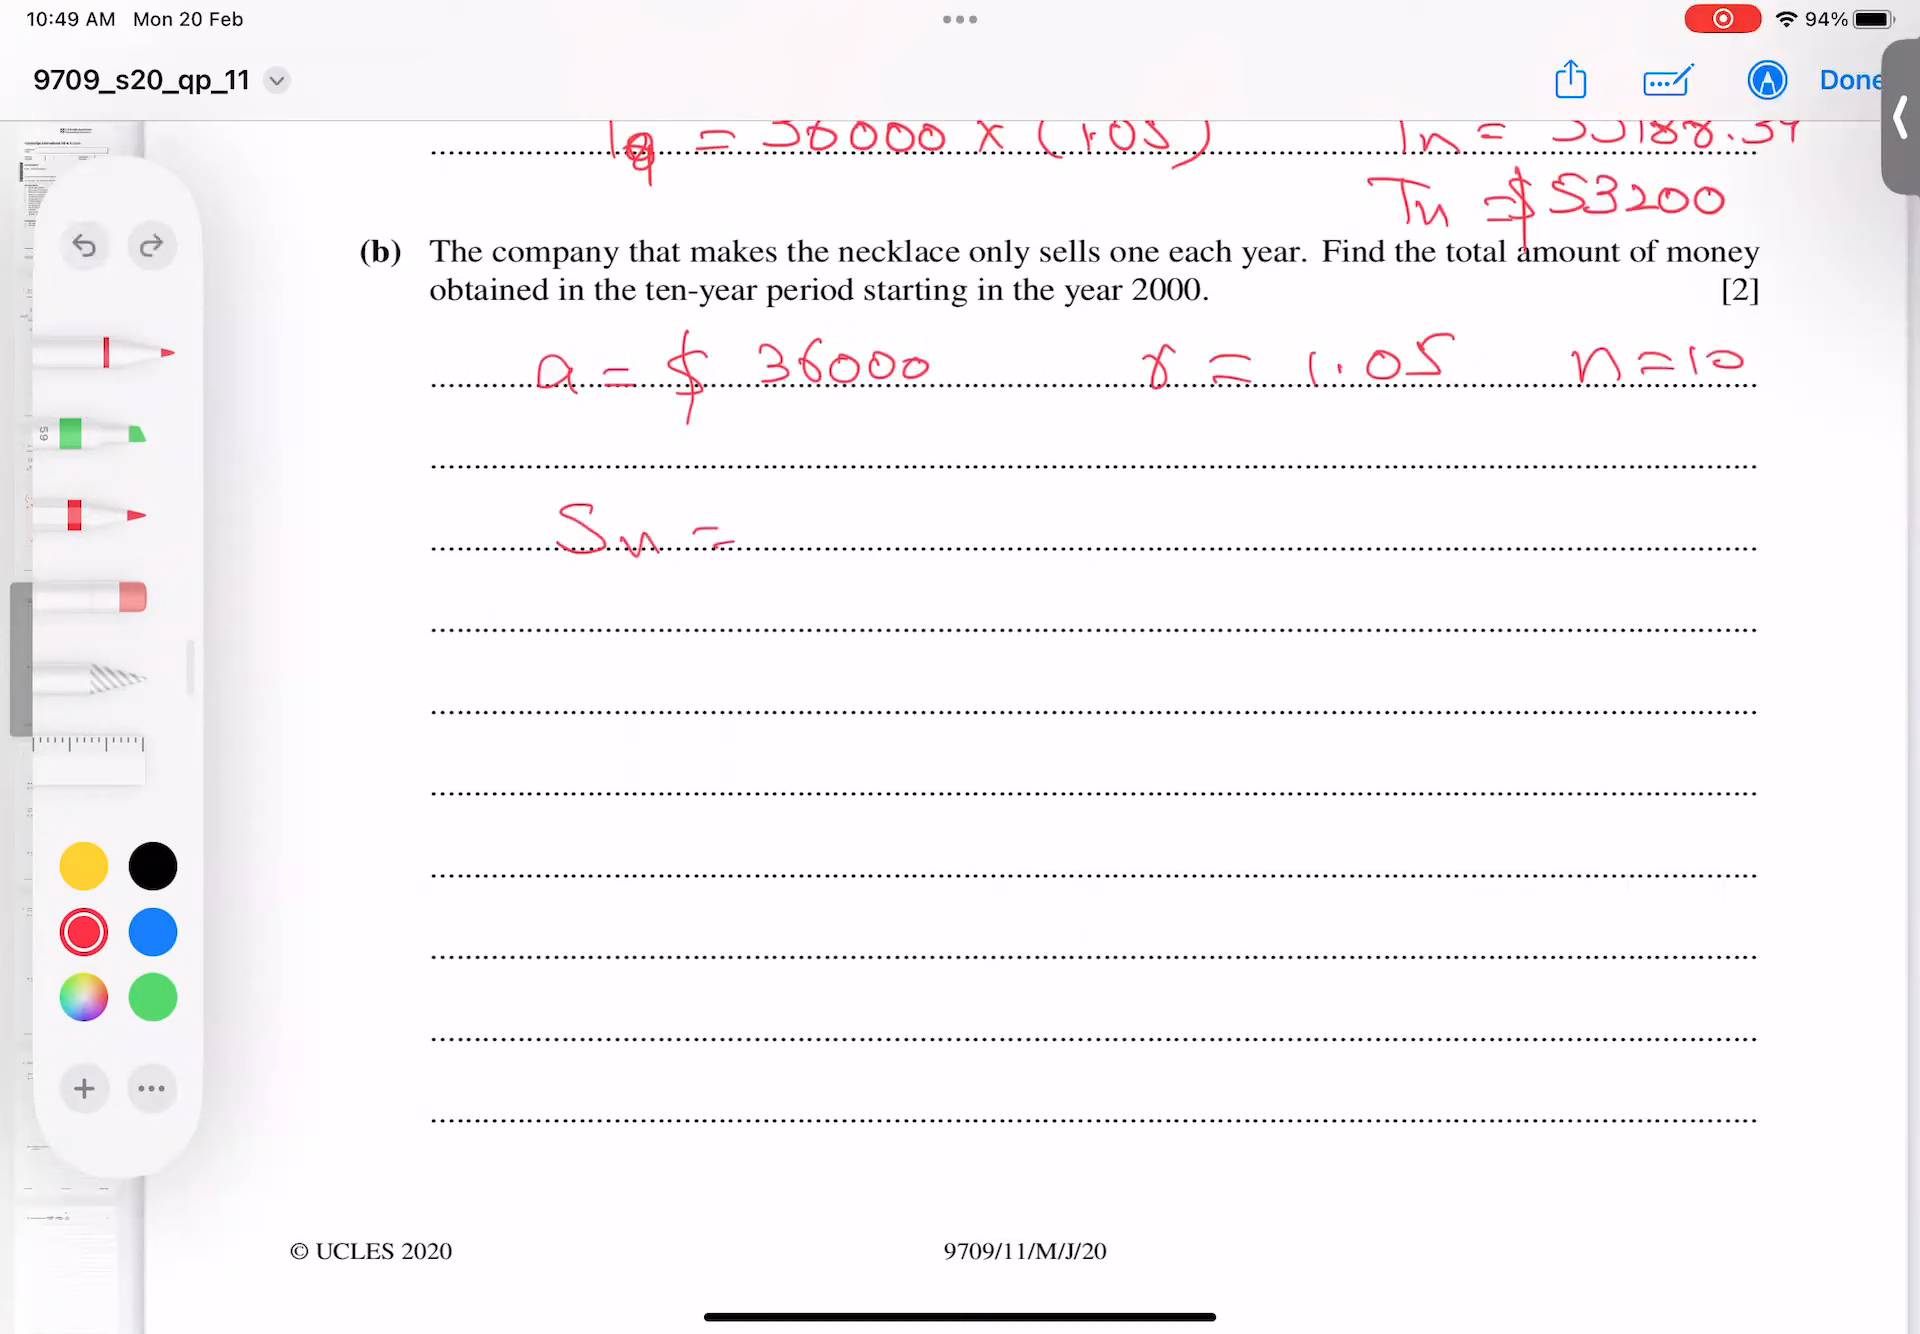 10:49 AM Mon 20 Feb
94%
9709_s20_qp_11
Done
= 36000 × (1.05) Tn = 53188.
Tn = $53200
(b) The company that makes the necklace only sells one each year. Find the total amount of money
obtained in the ten-year period starting in the year 2000. [2]
a = $ 36000 r = 1.05 n = 10
Sn =
59
© UCLES 2020
9709/11/M/J/20